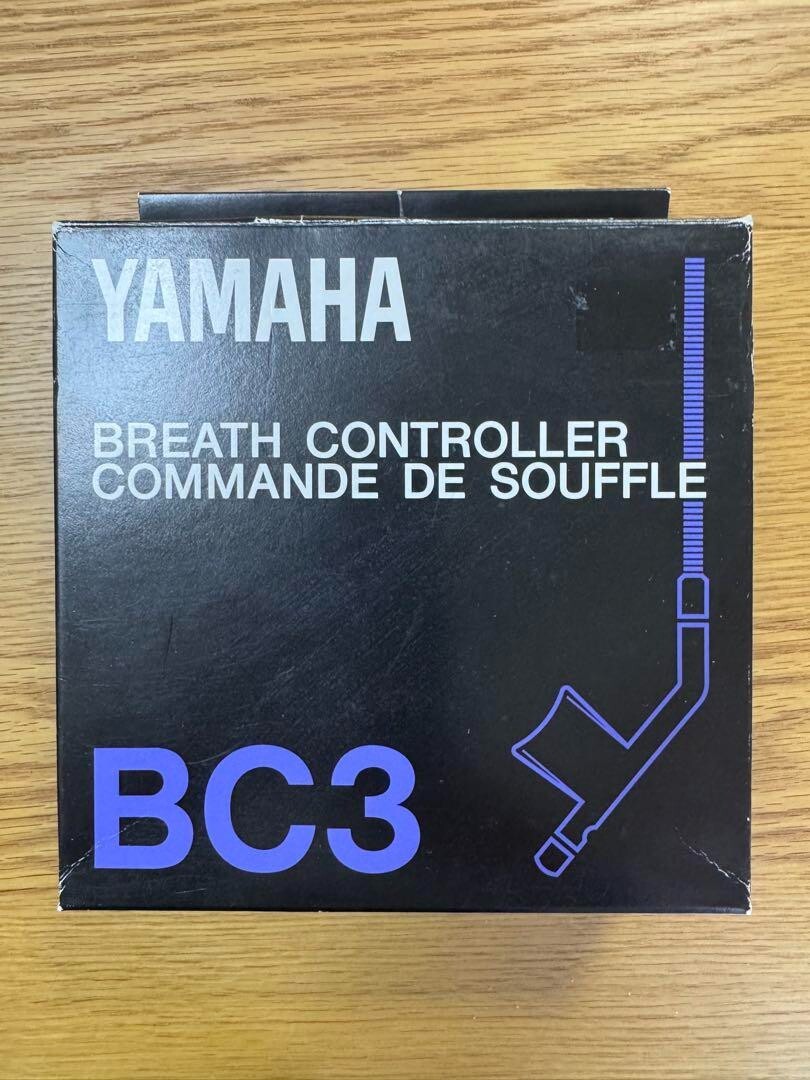 YAMAHA
BREATH CONTROLLER
COMMANDE DE SOUFFLE
BC3